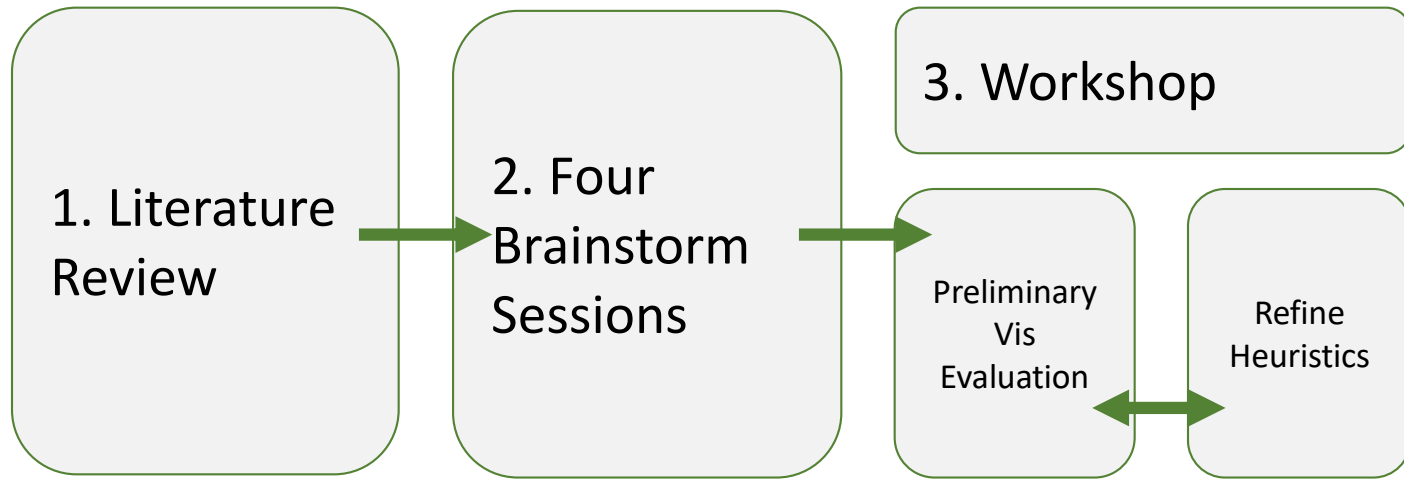 1. Literature
Review
2. Four
Brainstorm
Sessions
3. Workshop
Preliminary
Vis
Evaluation
Refine
Heuristics